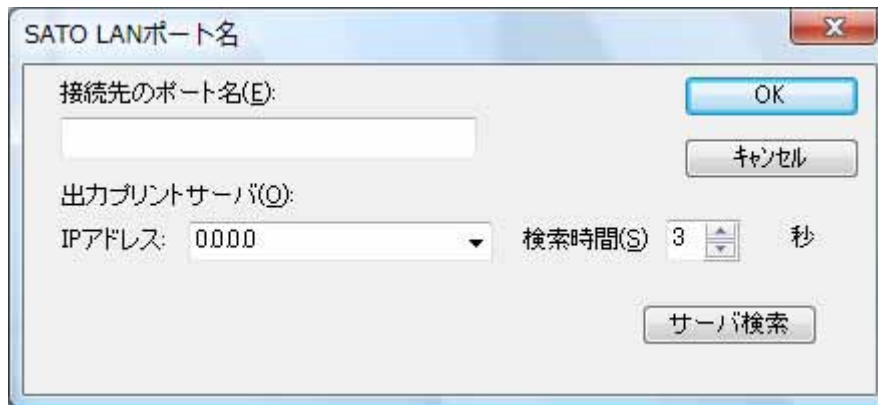 SATO LANポート名
接続先のポート名(E):
OK
キャンセル
出力プリントサーバ(O):
IPアドレス: 0.0.0.0 検索時間(S) 3 秒
サーバ検索